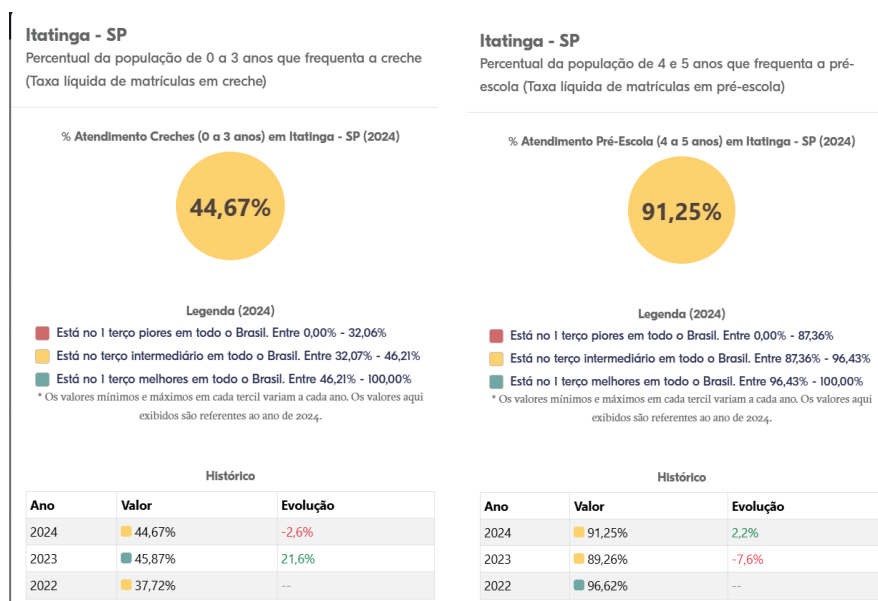 Itatinga - SP
Percentual da população de 0 a 3 anos que frequenta a creche
(Taxa líquida de matrículas em creche)
% Atendimento Creches (0 a 3 anos) em Itatinga - SP (2024)
44,67%
Legenda (2024)
Está no 1 terço piores em todo o Brasil. Entre 0,00% - 32,06%
Está no terço intermediário em todo o Brasil. Entre 32,07% - 46,21%
Está no 1 terço melhores em todo o Brasil. Entre 46,21% - 100,00%
* Os valores mínimos e máximos em cada tercil variam a cada ano. Os valores aqui
exibidos são referentes ao ano de 2024.
Histórico
Ano Valor Evolução
2024 44,67% -2,6%
2023 45,87% 21,6%
2022 37,72% --
Itatinga - SP
Percentual da população de 4 e 5 anos que frequenta a pré-
escola (Taxa líquida de matrículas em pré-escola)
% Atendimento Pré-Escola (4 a 5 anos) em Itatinga - SP (2024)
91,25%
Legenda (2024)
Está no 1 terço piores em todo o Brasil. Entre 0,00% - 87,36%
Está no terço intermediário em todo o Brasil. Entre 87,36% - 96,43%
Está no 1 terço melhores em todo o Brasil. Entre 96,43% - 100,00%
* Os valores mínimos e máximos em cada tercil variam a cada ano. Os valores aqui
exibidos são referentes ao ano de 2024.
Histórico
Ano Valor Evolução
2024 91,25% 2,2%
2023 89,26% -7,6%
2022 96,62% --